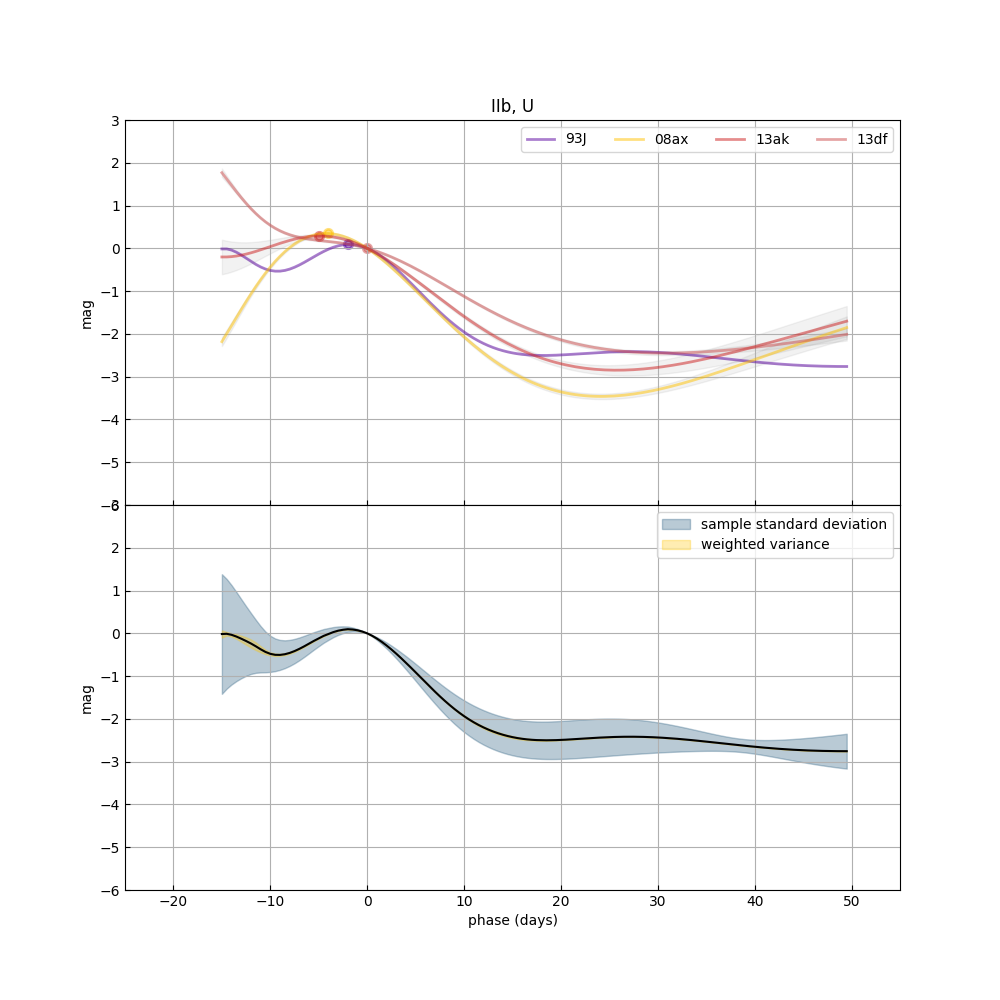 IIb, U
93J 08ax 13ak 13df
3
2
1
0
−1
−2
−3
−4
−5
−6
mag
sample standard deviation
weighted variance
3
2
1
0
−1
−2
−3
−4
−5
−6
mag
−20 −10 0 10 20 30 40 50
phase (days)